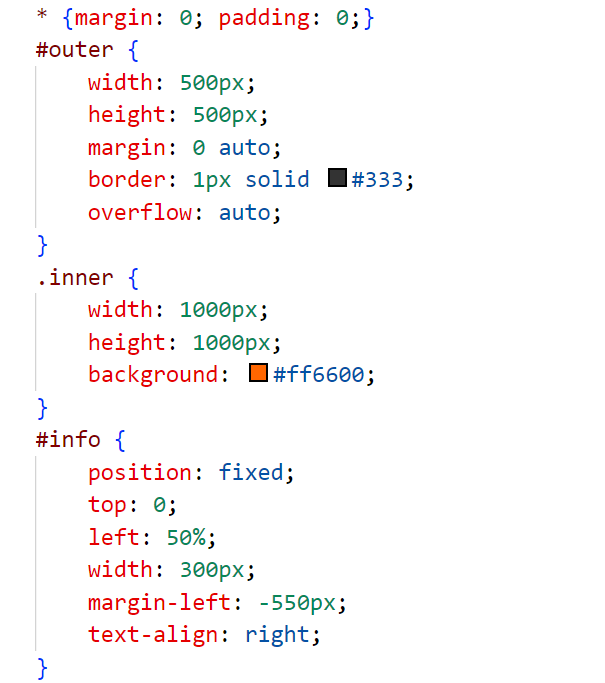 * {margin: 0; padding: 0;}
#outer {
    width: 500px;
    height: 500px;
    margin: 0 auto;
    border: 1px solid #333;
    overflow: auto;
}
.inner {
    width: 1000px;
    height: 1000px;
    background: #ff6600;
}
#info {
    position: fixed;
    top: 0;
    left: 50%;
    width: 300px;
    margin-left: -550px;
    text-align: right;
}